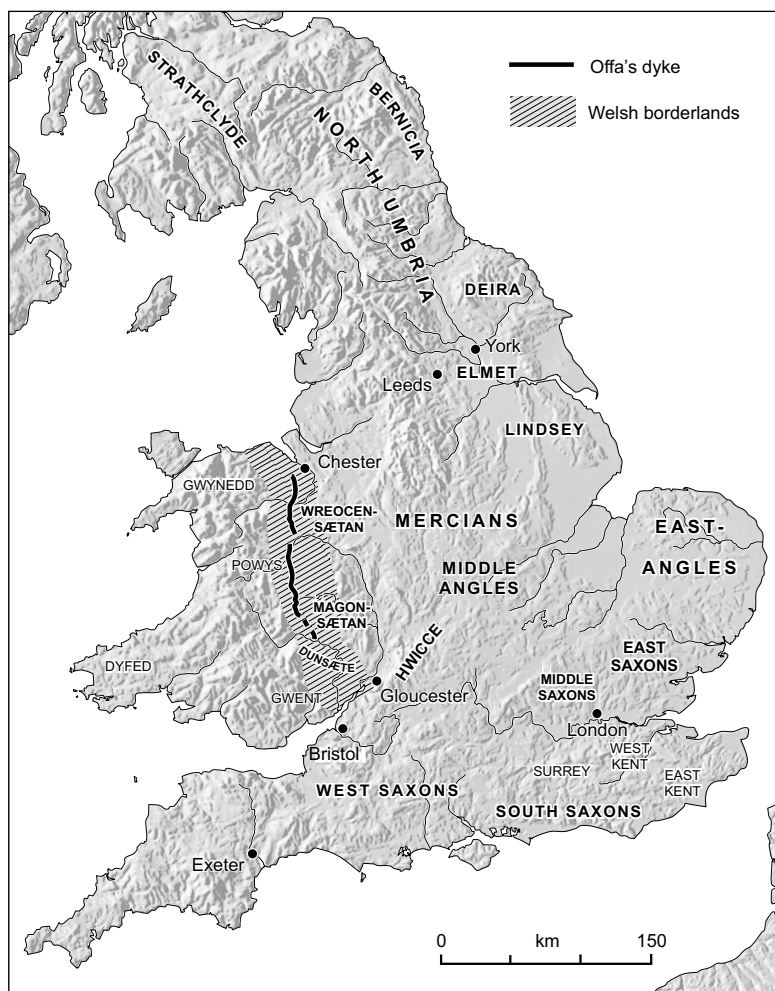 Offa's dyke
Welsh borderlands
STRATHCLYDE
BERNICIA
NORTH UMBRIA
DEIRA
York
ELMET
Leeds
LINDSEY
Chester
GWYNEDD
WREOCEN-
SÆTAN
MERCIANS
EAST-
ANGLES
MIDDLE
ANGLES
POWYS
MAGON-
SÆTAN
DUNSÆTE
HWICCE
EAST
SAXONS
DYFED
MIDDLE
SAXONS
GWENT
Gloucester
London
Bristol
WEST
KENT
SURREY
EAST
KENT
WEST SAXONS
SOUTH SAXONS
Exeter
0 km 150